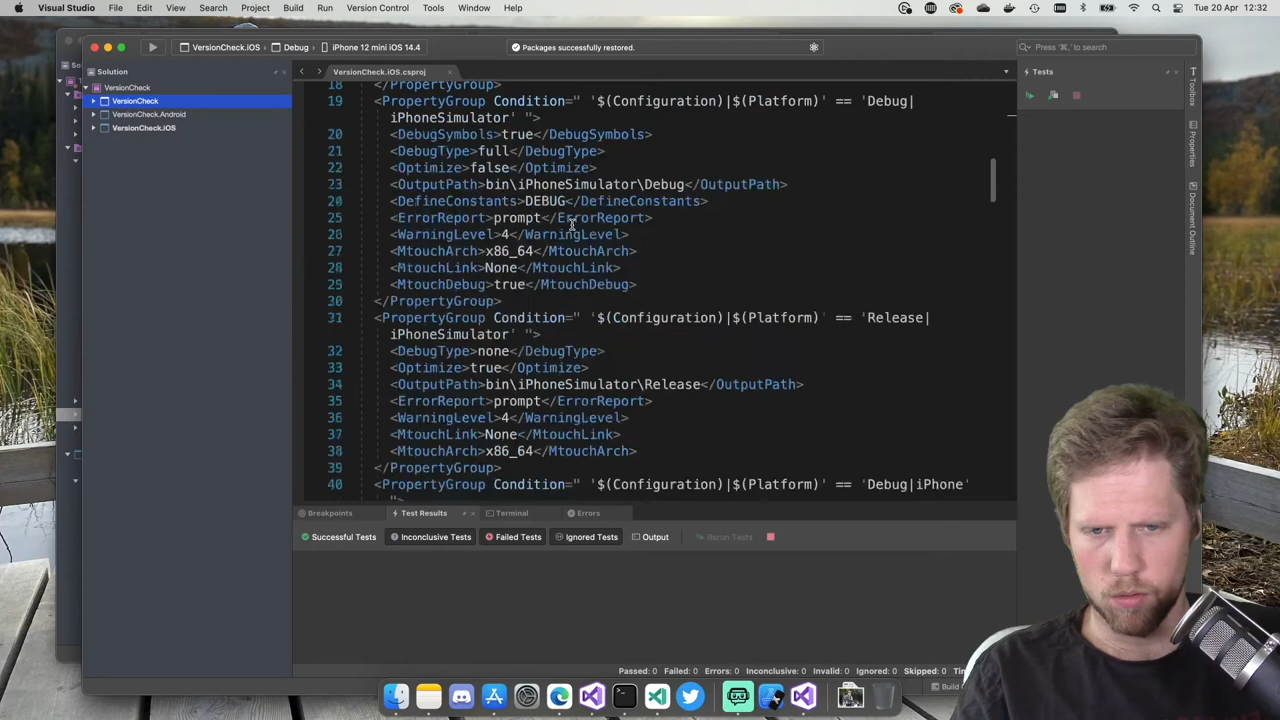 Visual Studio File Edit View Search Project Build Run Version Control Tools Window Help Tue 20 Apr 12:32
VersionCheck.iOS Debug iPhone 12 mini iOS 14.4 Packages successfully restored. Press '⌘.' to search
Solution
VersionCheck.iOS.csproj
Tests
VersionCheck
VersionCheck
VersionCheck.Android
VersionCheck.iOS
Toolbox
Properties
Document Outline
18 </PropertyGroup>
19 <PropertyGroup Condition=" '$(Configuration)|$(Platform)' == 'Debug|
iPhoneSimulator' ">
20 <DebugSymbols>true</DebugSymbols>
21 <DebugType>full</DebugType>
22 <Optimize>false</Optimize>
23 <OutputPath>bin\iPhoneSimulator\Debug</OutputPath>
<DefineConstants>DEBUG</DefineConstants>
25 <ErrorReport>prompt</ErrorReport>
<WarningLevel>4</WarningLevel>
27 <MtouchArch>x86_64</MtouchArch>
<MtouchLink>None</MtouchLink>
<MtouchDebug>true</MtouchDebug>
30 </PropertyGroup>
31 <PropertyGroup Condition=" '$(Configuration)|$(Platform)' == 'Release|
iPhoneSimulator' ">
32 <DebugType>none</DebugType>
33 <Optimize>true</Optimize>
34 <OutputPath>bin\iPhoneSimulator\Release</OutputPath>
35 <ErrorReport>prompt</ErrorReport>
36 <WarningLevel>4</WarningLevel>
37 <MtouchLink>None</MtouchLink>
38 <MtouchArch>x86_64</MtouchArch>
39 </PropertyGroup>
40 <PropertyGroup Condition=" '$(Configuration)|$(Platform)' == 'Debug|iPhone'
">
Breakpoints Test Results Terminal Errors
Successful Tests Inconclusive Tests Failed Tests Ignored Tests Output Rerun Tests
Passed: 0 Failed: 0 Errors: 0 Inconclusive: 0 Invalid: 0 Ignored: 0 Skipped: 0
Build